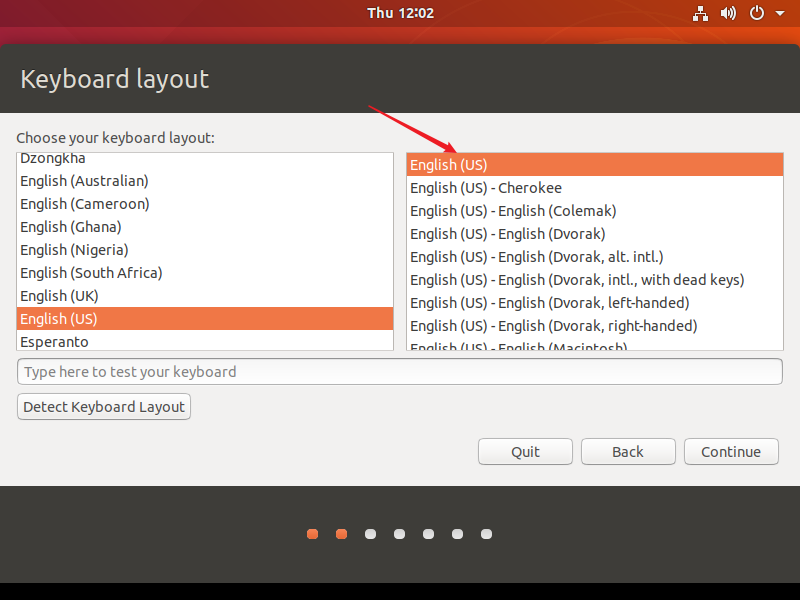 Thu 12:02
Keyboard layout
Choose your keyboard layout:
Dzongkha
English (Australian)
English (Cameroon)
English (Ghana)
English (Nigeria)
English (South Africa)
English (UK)
English (US)
Esperanto
English (US)
English (US) - Cherokee
English (US) - English (Colemak)
English (US) - English (Dvorak)
English (US) - English (Dvorak, alt. intl.)
English (US) - English (Dvorak, intl., with dead keys)
English (US) - English (Dvorak, left-handed)
English (US) - English (Dvorak, right-handed)
English (US) - English (Macintosh)
Type here to test your keyboard
Detect Keyboard Layout
Quit
Back
Continue